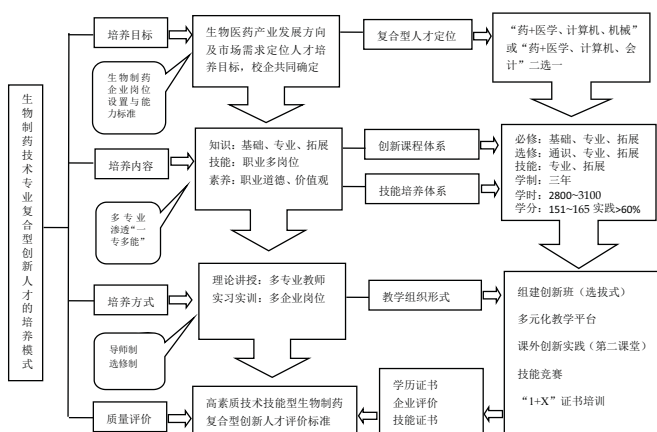 生物制药技术专业复合型创新人才的培养模式
培养目标
生物医药产业发展方向
及市场需求定位人才培
养目标，校企共同确定
复合型人才定位
“药+医学、计算机、机械”
或“药+医学、计算机、会
计”二选一
生物制药
企业岗位
设置与能
力标准
培养内容
知识：基础、专业、拓展
技能：职业多岗位
素养：职业道德、价值观
创新课程体系
技能培养体系
必修：基础、专业、拓展
选修：通识、专业、拓展
技能：专业、拓展
学制：三年
学时：2800~3100
学分：151~165 实践>60%
多专业
渗透“一
专多能”
培养方式
理论讲授：多专业教师
实习实训：多企业岗位
教学组织形式
组建创新班（选拔式）
多元化教学平台
课外创新实践（第二课堂）
技能竞赛
“1+X”证书培训
导师制
选修制
质量评价
高素质技术技能型生物制药
复合型创新人才评价标准
学历证书
企业评价
技能证书